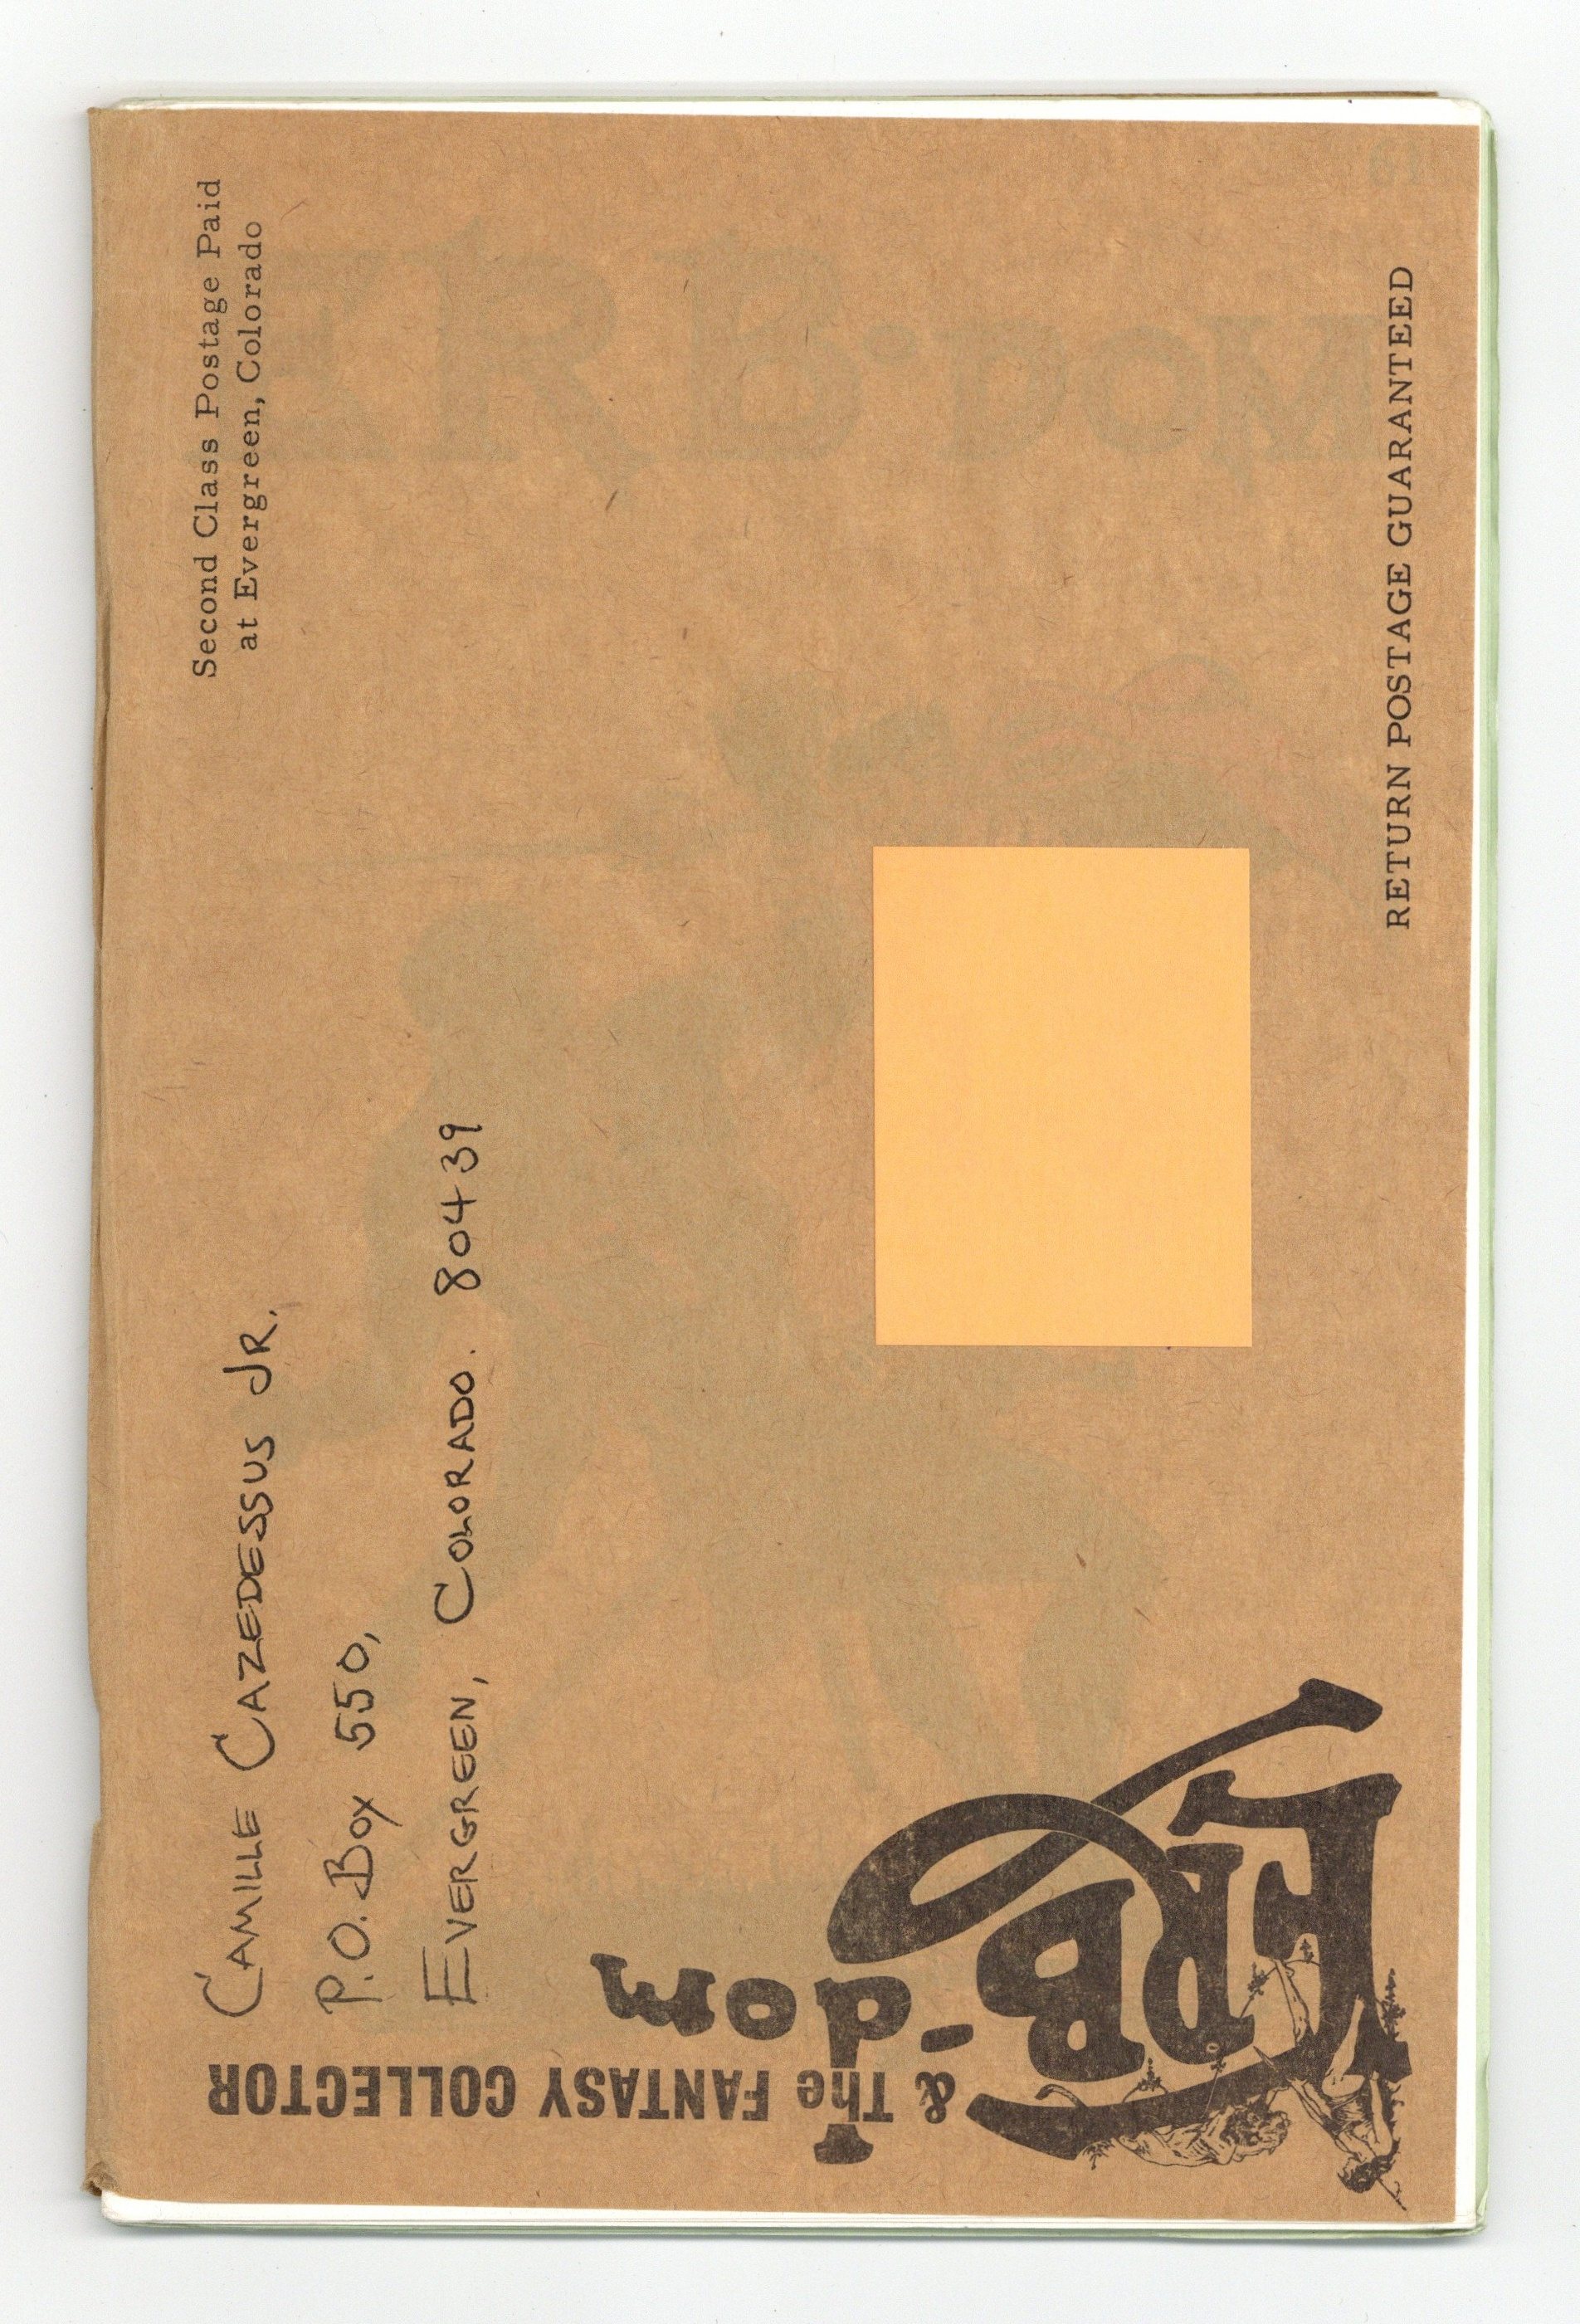 Second Class Postage Paid
at Evergreen, Colorado
CAMILLE CAZEDESSUS JR.
P.O. BOX 550,
EVERGREEN, COLORADO. 80439
RETURN POSTAGE GUARANTEED
ERB-dom
& The FANTASY COLLECTOR